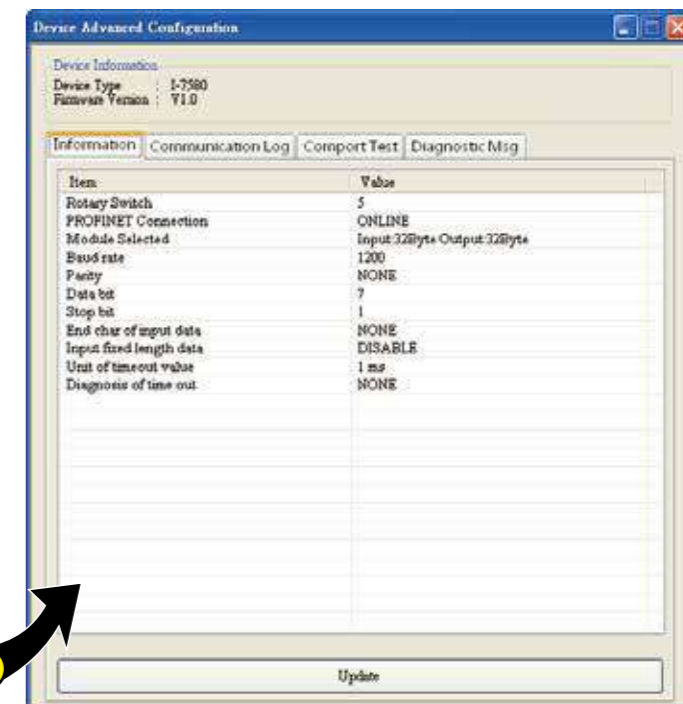 Device Advanced Configuration
Device Information
Device Type : I-7580
Firmware Version : V1.0
Information Communication Log Comport Test Diagnostic Msg
Item Value
Rotary Switch 5
PROFINET Connection ONLINE
Module Selected Input:32Byte Output:32Byte
Baud rate 1200
Parity NONE
Data bit 7
Stop bit 1
End char of input data NONE
Input fixed length data DISABLE
Unit of timeout value 1 ms
Diagnosis of time out NONE
Update